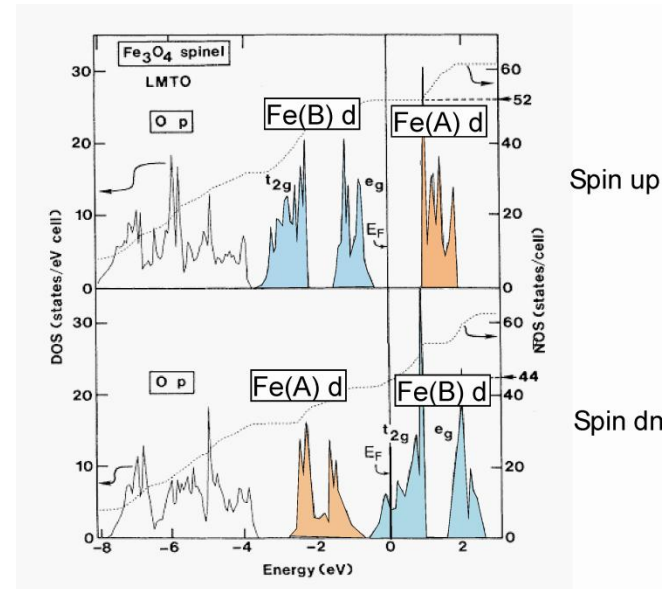 Fe3O4 spinel
LMTO
O p
Fe(B) d
Fe(A) d
t2g
eg
EF
52
Spin up
30
20
10
0
60
40
20
0
DOS (states/eV cell)
NOS (states/cell)
O p
Fe(A) d
Fe(B) d
t2g
eg
EF
44
Spin dn
30
20
10
0
60
40
20
0
-8
-6
-4
-2
0
2
Energy (eV)